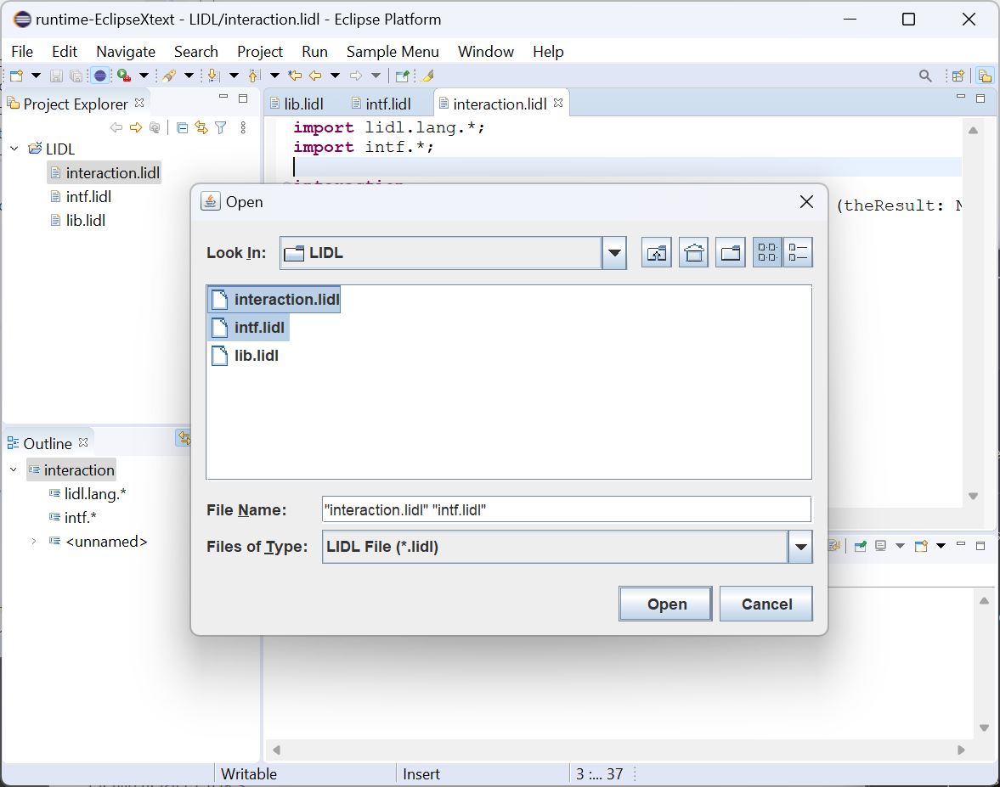 runtime-EclipseXtext - LIDL/interaction.lidl - Eclipse Platform
File Edit Navigate Search Project Run Sample Menu Window Help
Project Explorer
lib.lidl intf.lidl interaction.lidl
import lidl.lang.*;
import intf.*;
LIDL
interaction.lidl
intf.lidl
lib.lidl
interaction
(theResult:
Open
Look In: LIDL
interaction.lidl
intf.lidl
lib.lidl
File Name: "interaction.lidl" "intf.lidl"
Files of Type: LIDL File (*.lidl)
Open Cancel
Outline
interaction
lidl.lang.*
intf.*
<unnamed>
Writable Insert 3 :... 37